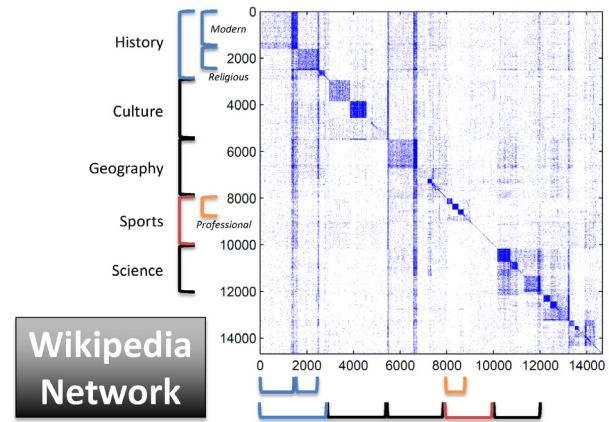 History
Modern
Religious
Culture
Geography
Sports
Professional
Science
0
2000
4000
6000
8000
10000
12000
14000
0 2000 4000 6000 8000 10000 12000 14000
Wikipedia
Network